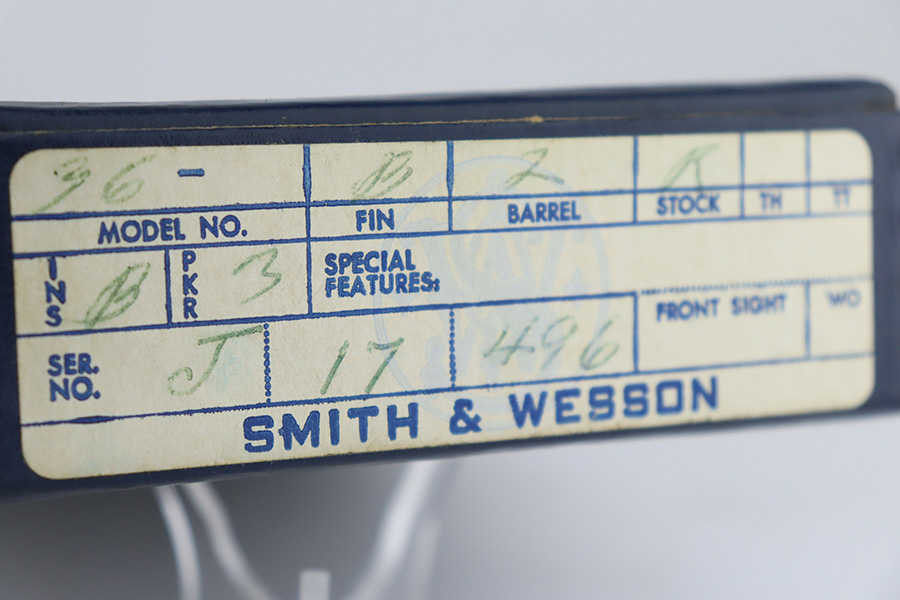 36 - B 2 R
MODEL NO. FIN BARREL STOCK TH TT
INS B PKR 3 SPECIAL FEATURES:
FRONT SIGHT WO
SER. NO. J 17 496
SMITH & WESSON